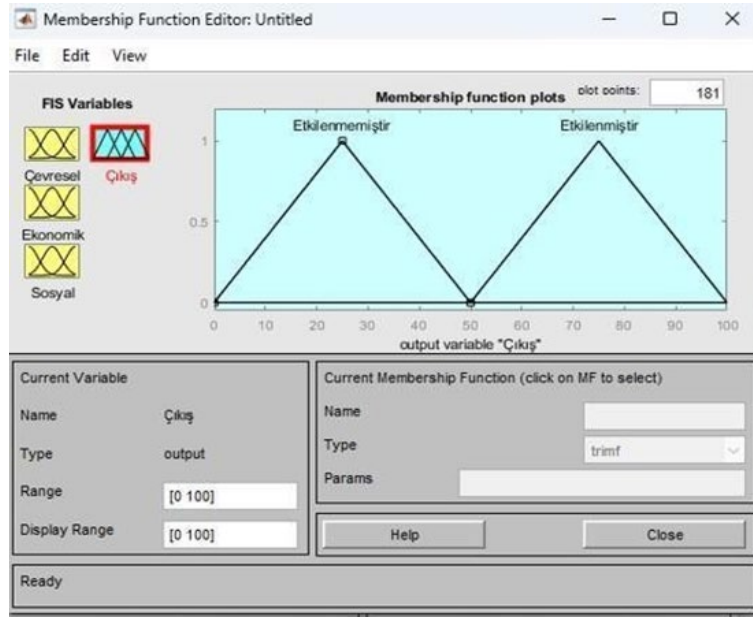 Membership Function Editor: Untitled
File Edit View
FIS Variables
Çevresel
Çıkış
Ekonomik
Sosyal
Membership function plots
plot points:
181
Etkilenmemiştir
Etkilenmiştir
1
0.5
0
0 10 20 30 40 50 60 70 80 90 100
output variable "Çıkış"
Current Variable
Name Çıkış
Type output
Range [0 100]
Display Range [0 100]
Current Membership Function (click on MF to select)
Name
Type trimf
Params
Help Close
Ready